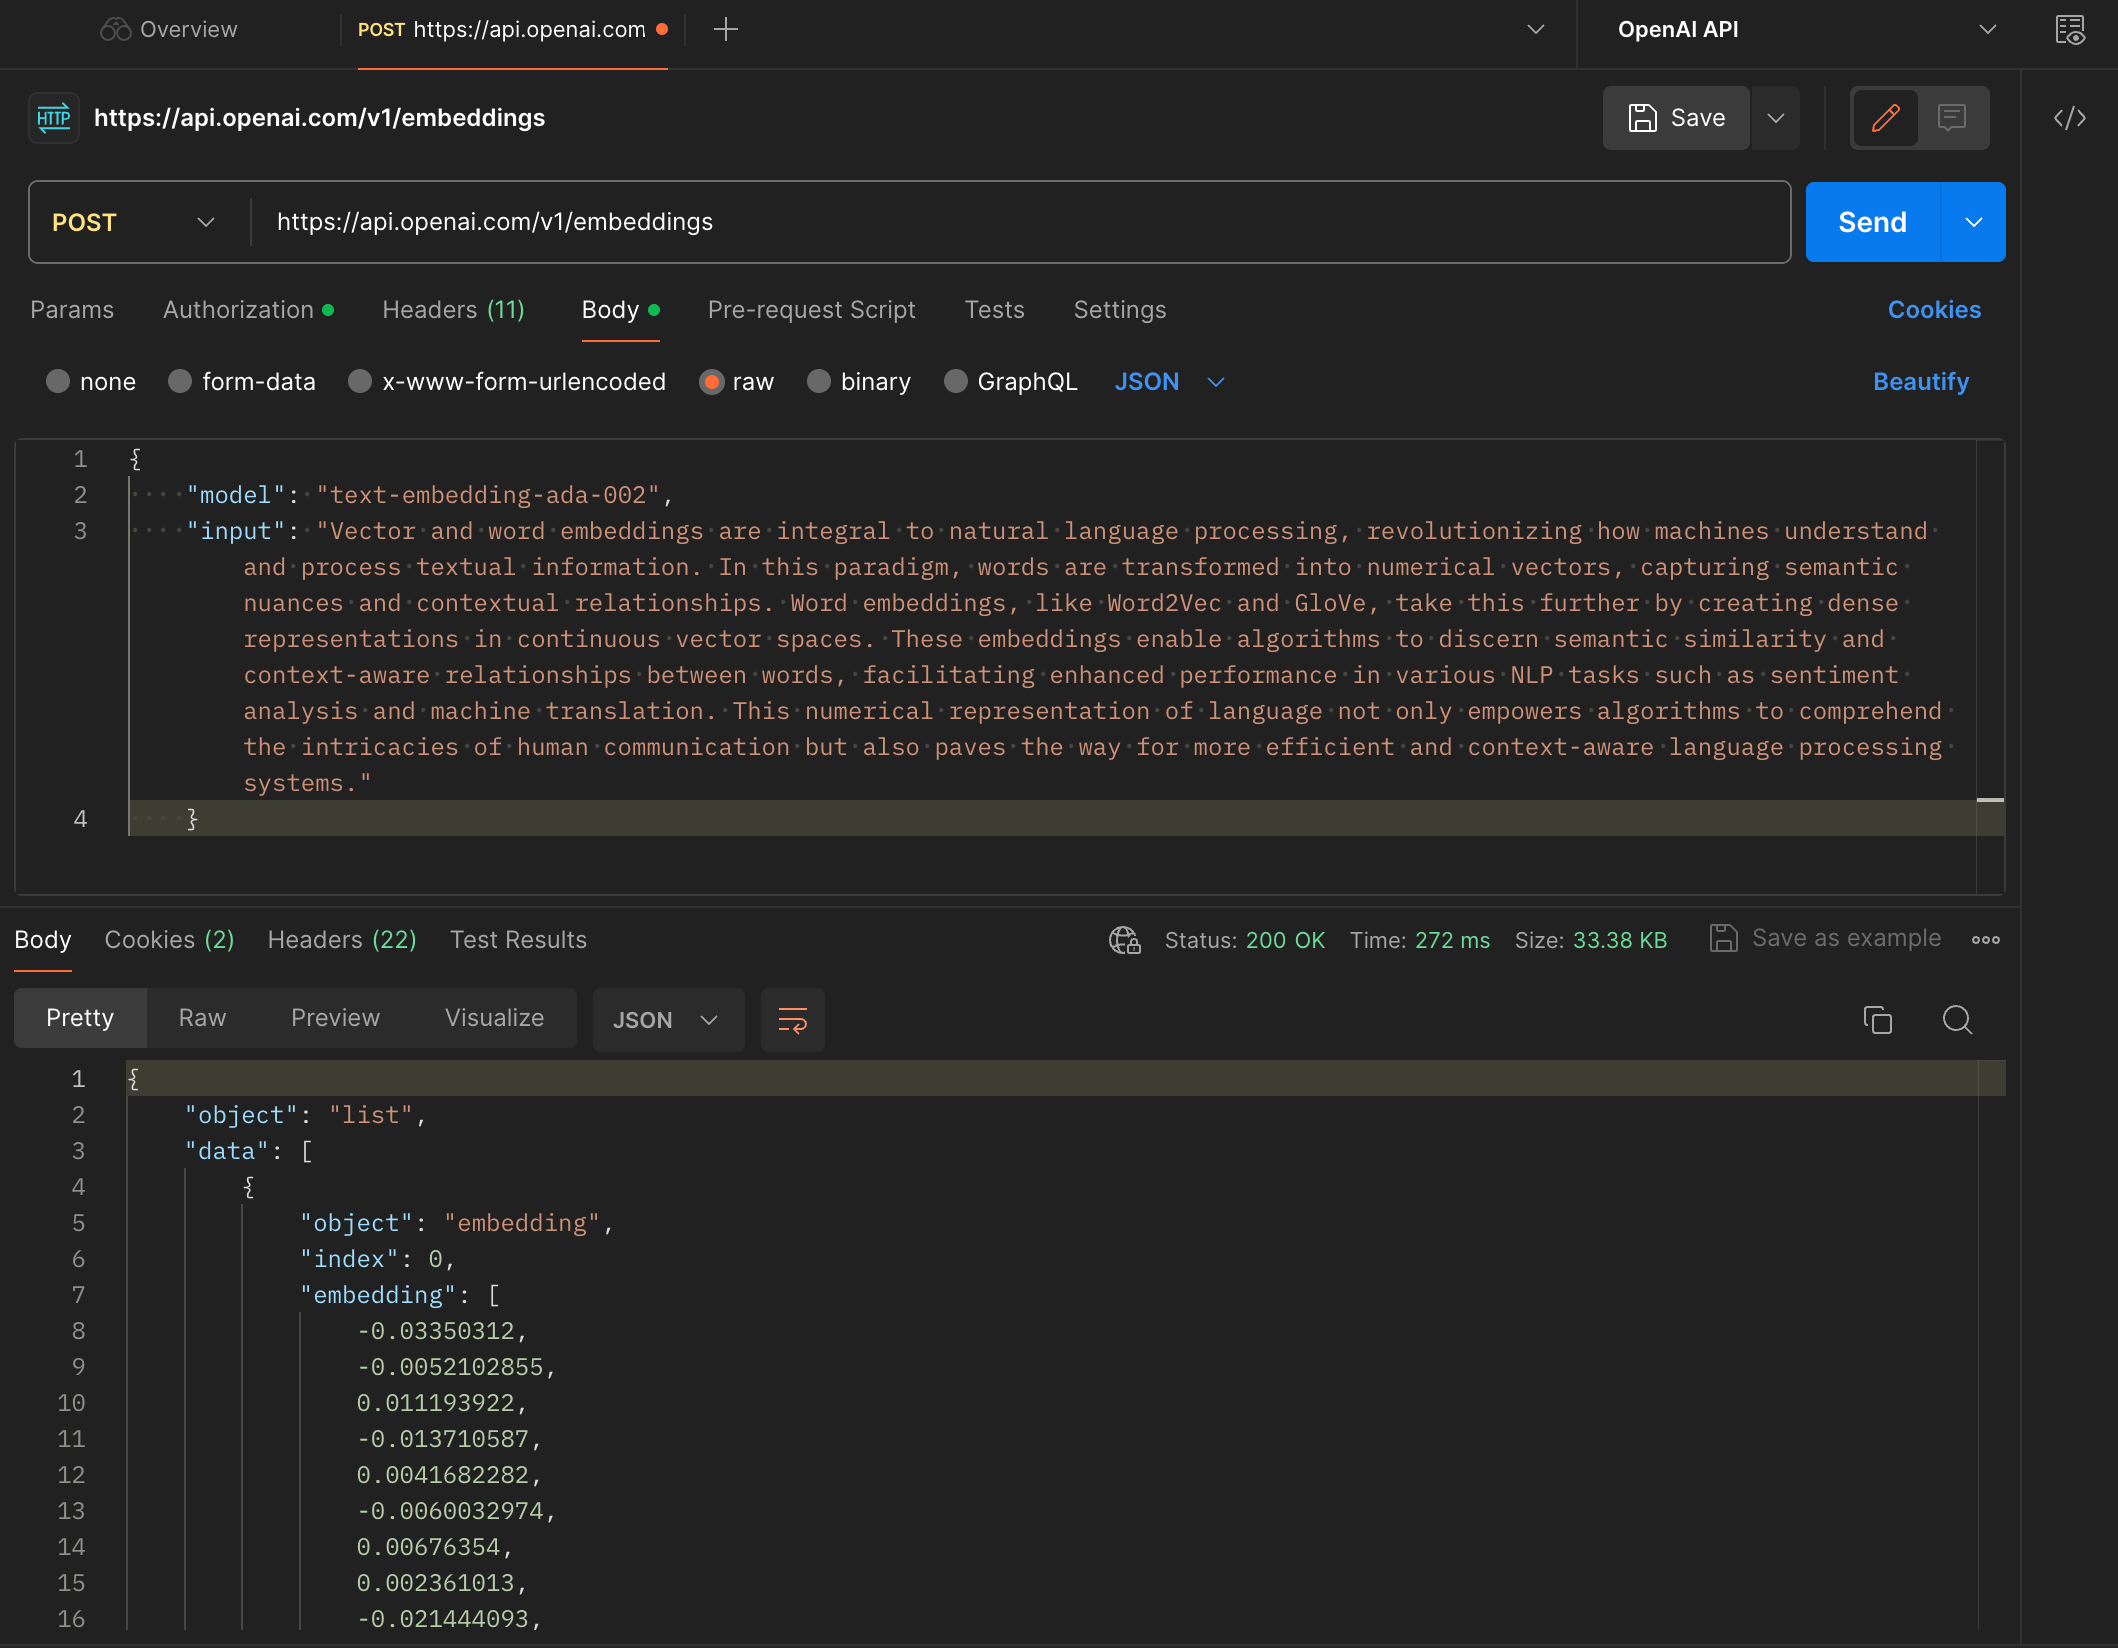 Overview
POST https://api.openai.com
OpenAI API
HTTP
https://api.openai.com/v1/embeddings
Save
POST
https://api.openai.com/v1/embeddings
Send
Params
Authorization
Headers (11)
Body
Pre-request Script
Tests
Settings
Cookies
none
form-data
x-www-form-urlencoded
raw
binary
GraphQL
JSON
Beautify
1 {
2 "model": "text-embedding-ada-002",
3 "input": "Vector and word embeddings are integral to natural language processing, revolutionizing how machines understand
and process textual information. In this paradigm, words are transformed into numerical vectors, capturing semantic
nuances and contextual relationships. Word embeddings, like Word2Vec and GloVe, take this further by creating dense
representations in continuous vector spaces. These embeddings enable algorithms to discern semantic similarity and
context-aware relationships between words, facilitating enhanced performance in various NLP tasks such as sentiment
analysis and machine translation. This numerical representation of language not only empowers algorithms to comprehend
the intricacies of human communication but also paves the way for more efficient and context-aware language processing
systems."
4 }
Body
Cookies (2)
Headers (22)
Test Results
Status: 200 OK
Time: 272 ms
Size: 33.38 KB
Save as example
Pretty
Raw
Preview
Visualize
JSON
1 {
2 "object": "list",
3 "data": [
4 {
5 "object": "embedding",
6 "index": 0,
7 "embedding": [
8 -0.03350312,
9 -0.0052102855,
10 0.011193922,
11 -0.013710587,
12 0.0041682282,
13 -0.0060032974,
14 0.00676354,
15 0.002361013,
16 -0.021444093,